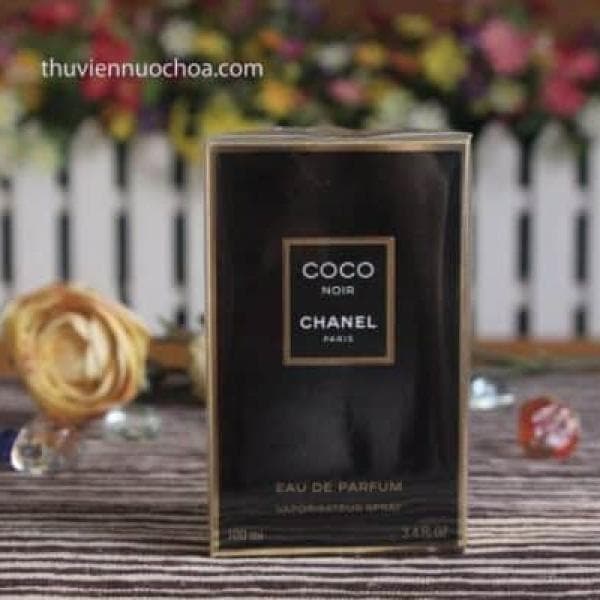 thuviennuochoa.com
COCO
NOIR
CHANEL
PARIS
EAU DE PARFUM
VAPORISATEUR SPRAY
100 ml 3.4 fl. oz